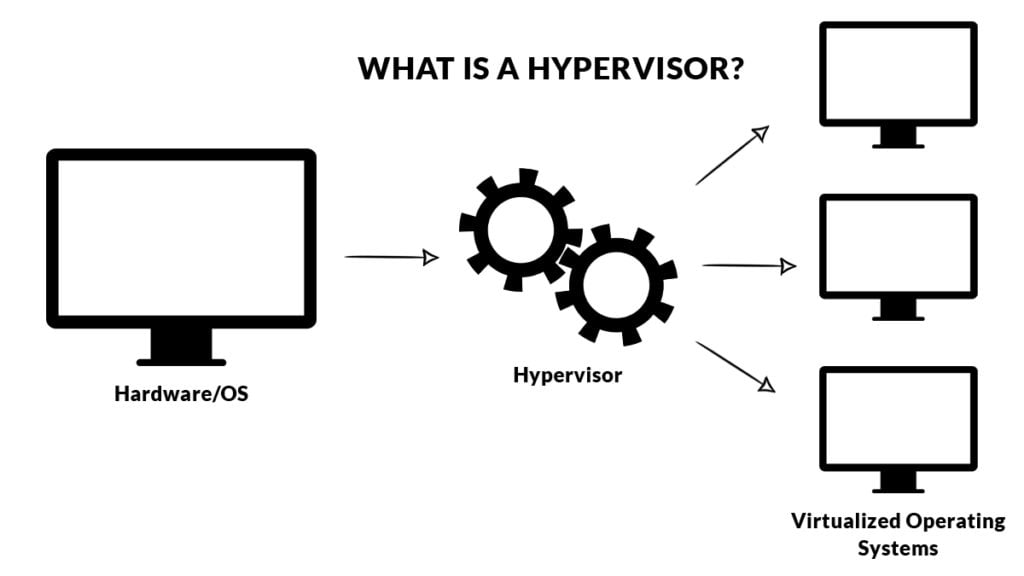 WHAT IS A HYPERVISOR?
Hardware/OS
Hypervisor
Virtualized Operating
Systems